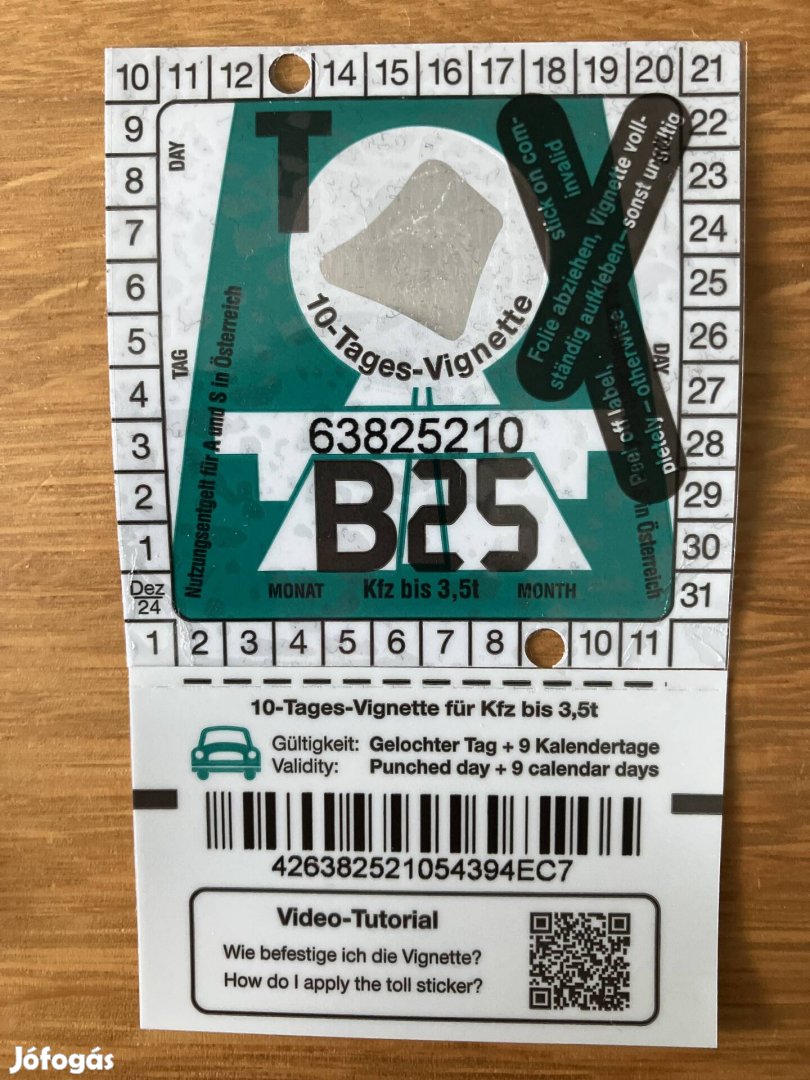 10 11 12 14 15 16 17 18 19 20 21
9 22
8 23
7 24
6 25
5 26
4 27
3 28
2 29
1 30
Dez 24 31
1 2 3 4 5 6 7 8 10 11
DAY
TAG
T
Nutzungsentgelt für A und S in Österreich
10-Tages-Vignette
Folie abziehen, Vignette voll-
ständig aufkleben – sonst ungültig
Peel off label, stick on com-
pletely – otherwise invalid
DAY
in Österreich
63825210
B25
MONAT Kfz bis 3,5t MONTH
10-Tages-Vignette für Kfz bis 3,5t
Gültigkeit: Gelochter Tag + 9 Kalendertage
Validity: Punched day + 9 calendar days
426382521054394EC7
Video-Tutorial
Wie befestige ich die Vignette?
How do I apply the toll sticker?
Jófogás